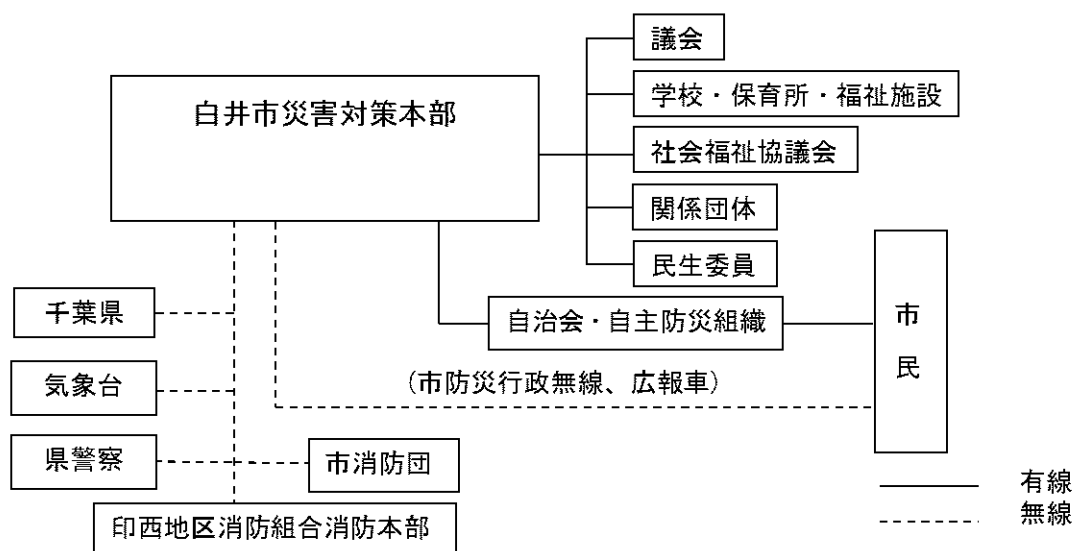 議会
学校・保育所・福祉施設
白井市災害対策本部
社会福祉協議会
関係団体
民生委員
千葉県
自治会・自主防災組織
市民
気象台
(市防災行政無線、広報車)
県警察
市消防団
有線
無線
印西地区消防組合消防本部